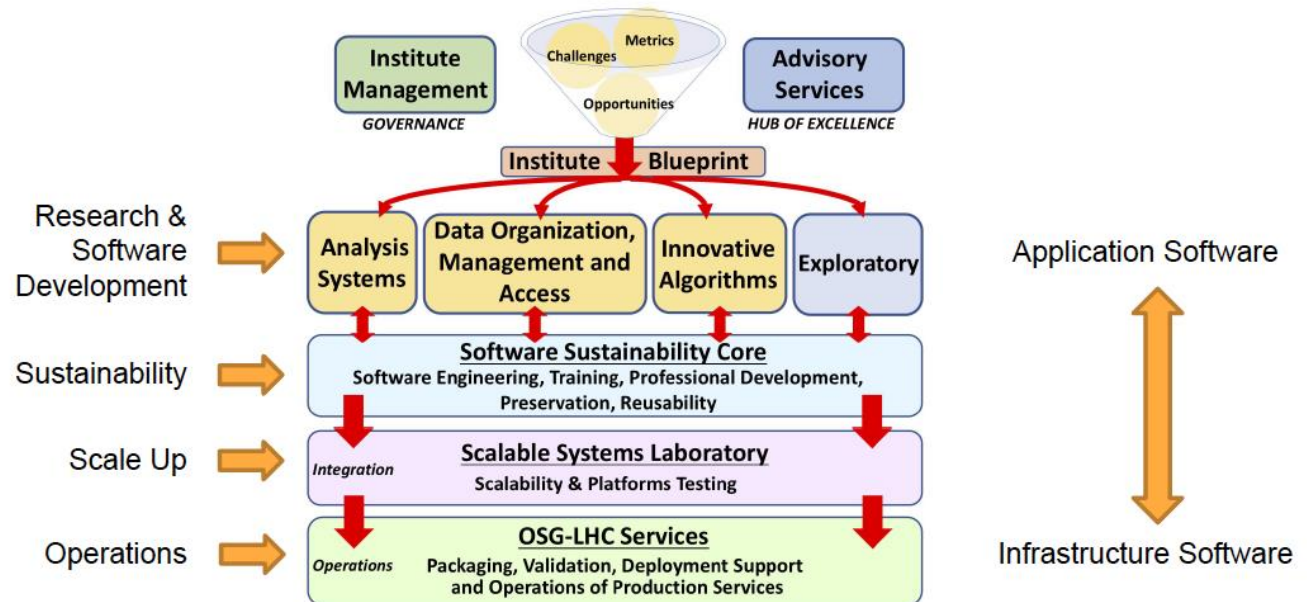 Institute
Management
GOVERNANCE
Challenges
Metrics
Opportunities
Advisory
Services
HUB OF EXCELLENCE
Institute Blueprint
Research &
Software
Development
Analysis
Systems
Data Organization,
Management and
Access
Innovative
Algorithms
Exploratory
Application Software
Sustainability
Software Sustainability Core
Software Engineering, Training, Professional Development,
Preservation, Reusability
Scale Up
Integration
Scalable Systems Laboratory
Scalability & Platforms Testing
Operations
Operations
OSG-LHC Services
Packaging, Validation, Deployment Support
and Operations of Production Services
Infrastructure Software